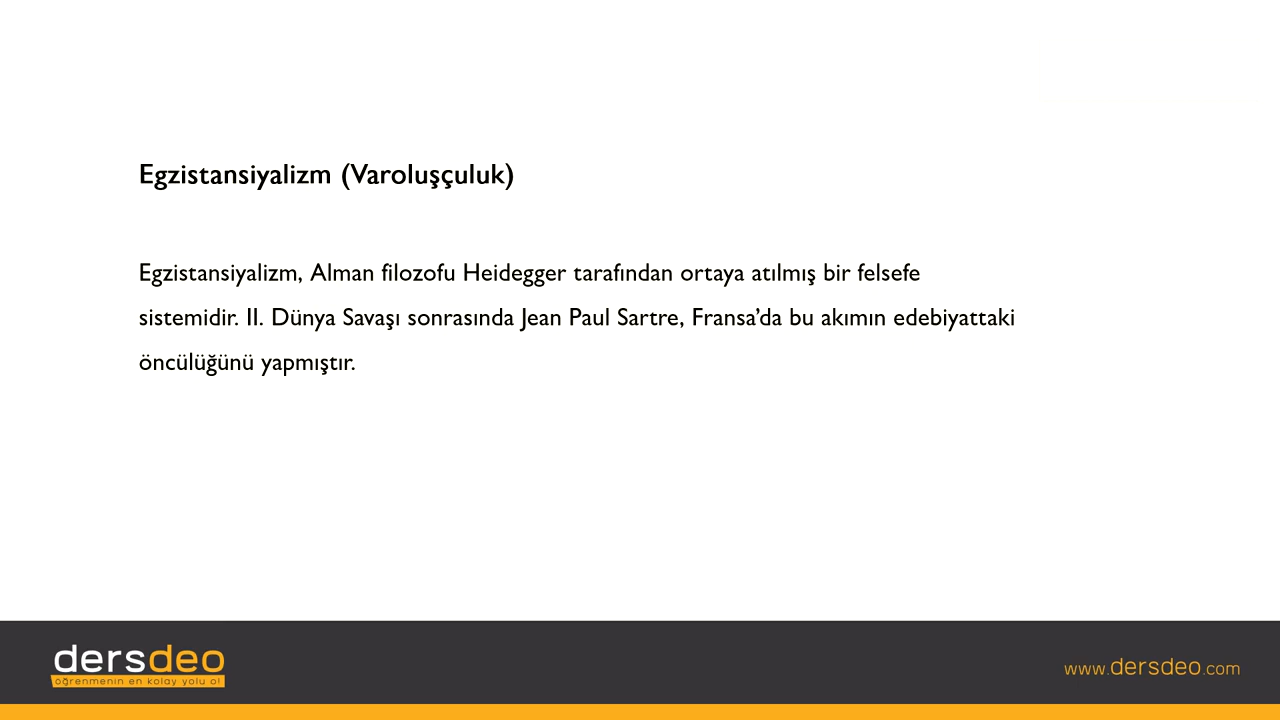 Egzistansiyalizm (Varoluşçuluk)
Egzistansiyalizm, Alman filozofu Heidegger tarafından ortaya atılmış bir felsefe
sistemidir. II. Dünya Savaşı sonrasında Jean Paul Sartre, Fransa’da bu akımın edebiyattaki
öncülüğünü yapmıştır.
dersdeo
öğrenmenin en kolay yolu o!
www.dersdeo.com